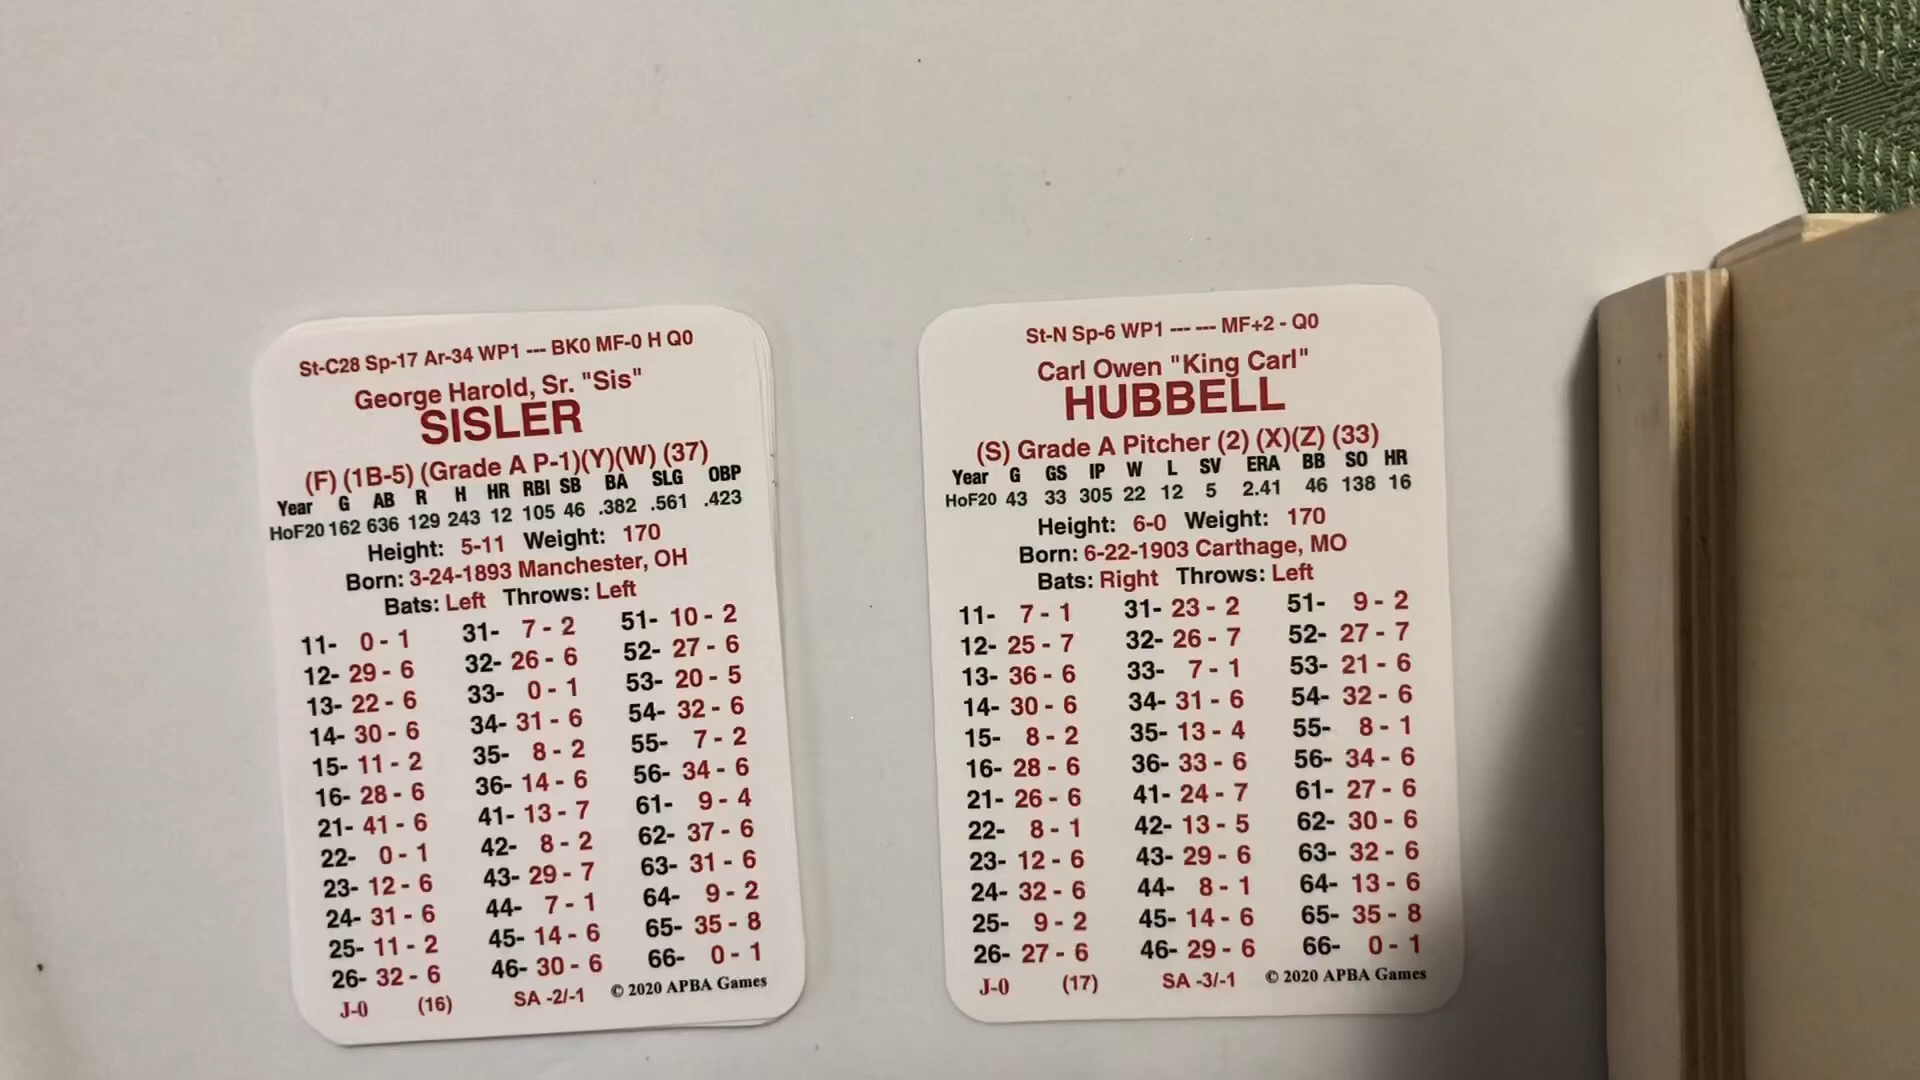 St-C28 Sp-17 Ar-34 WP1 --- BK0 MF-0 H Q0
George Harold, Sr. "Sis"
SISLER
(F) (1B-5) (Grade A P-1)(Y)(W) (37)
Year G AB R H HR RBI SB BA SLG OBP
HoF20 162 636 129 243 12 105 46 .382 .561 .423
Height: 5-11 Weight: 170
Born: 3-24-1893 Manchester, OH
Bats: Left Throws: Left
11- 0 - 1 31- 7 - 2 51- 10 - 2
12- 29 - 6 32- 26 - 6 52- 27 - 6
13- 22 - 6 33- 0 - 1 53- 20 - 5
14- 30 - 6 34- 31 - 6 54- 32 - 6
15- 11 - 2 35- 8 - 2 55- 7 - 2
16- 28 - 6 36- 14 - 6 56- 34 - 6
21- 41 - 6 41- 13 - 7 61- 9 - 4
22- 0 - 1 42- 8 - 2 62- 37 - 6
23- 12 - 6 43- 29 - 7 63- 31 - 6
24- 31 - 6 44- 7 - 1 64- 9 - 2
25- 11 - 2 45- 14 - 6 65- 35 - 8
26- 32 - 6 46- 30 - 6 66- 0 - 1
J-0 (16) SA -2/-1 © 2020 APBA Games
St-N Sp-6 WP1 --- --- MF+2 - Q0
Carl Owen "King Carl"
HUBBELL
(S) Grade A Pitcher (2) (X)(Z) (33)
Year G GS IP W L SV ERA BB SO HR
HoF20 43 33 305 22 12 5 2.41 46 138 16
Height: 6-0 Weight: 170
Born: 6-22-1903 Carthage, MO
Bats: Right Throws: Left
11- 7 - 1 31- 23 - 2 51- 9 - 2
12- 25 - 7 32- 26 - 7 52- 27 - 7
13- 36 - 6 33- 7 - 1 53- 21 - 6
14- 30 - 6 34- 31 - 6 54- 32 - 6
15- 8 - 2 35- 13 - 4 55- 8 - 1
16- 28 - 6 36- 33 - 6 56- 34 - 6
21- 26 - 6 41- 24 - 7 61- 27 - 6
22- 8 - 1 42- 13 - 5 62- 30 - 6
23- 12 - 6 43- 29 - 6 63- 32 - 6
24- 32 - 6 44- 8 - 1 64- 13 - 6
25- 9 - 2 45- 14 - 6 65- 35 - 8
26- 27 - 6 46- 29 - 6 66- 0 - 1
J-0 (17) SA -3/-1 © 2020 APBA Games